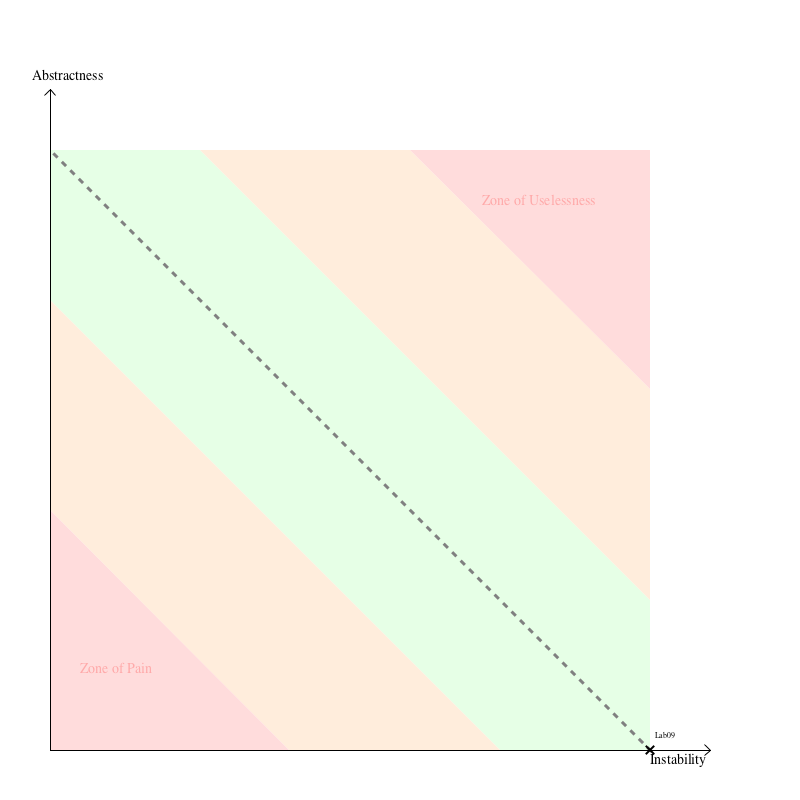 Abstractness
Zone of Uselessness
Zone of Pain
Lab09
Instability